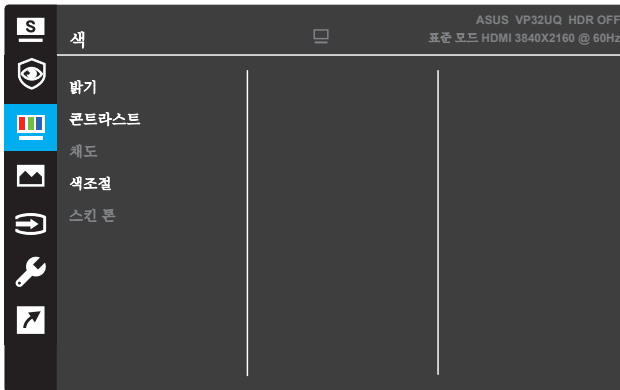 S
ASUS VP32UQ HDR OFF
색
표준 모드 HDMI 3840X2160 @ 60Hz
밝기
콘트라스트
채도
색조절
스킨 톤